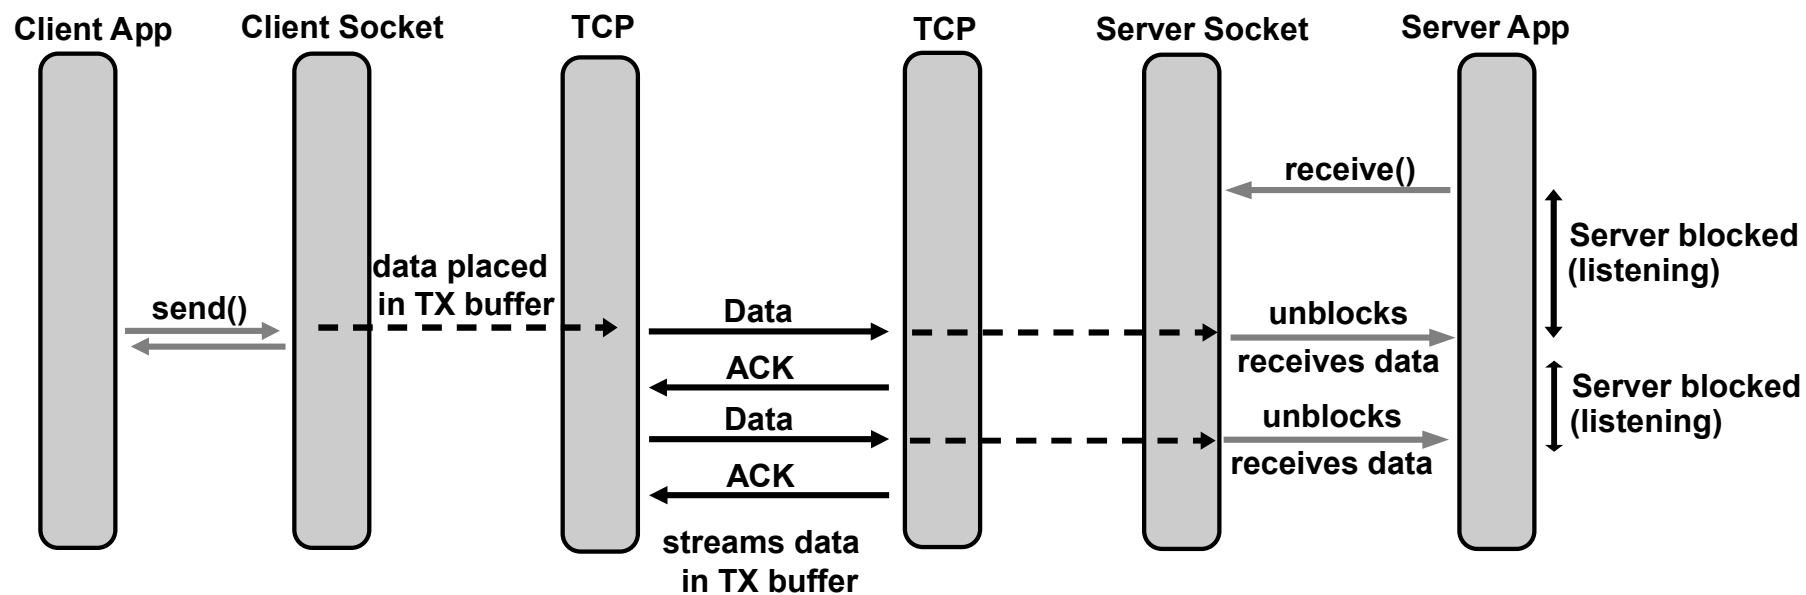 Client App
Client Socket
TCP
TCP
Server Socket
Server App
receive()
Server blocked
(listening)
data placed
in TX buffer
send()
Data
unblocks
receives data
ACK
Server blocked
(listening)
Data
unblocks
receives data
ACK
streams data
in TX buffer